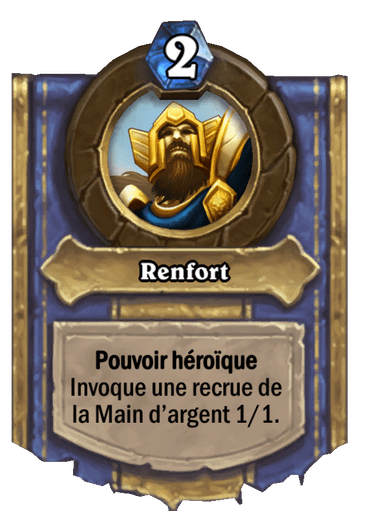 2
Renfort
Pouvoir héroïque
Invoque une recrue de
la Main d'argent 1/1.